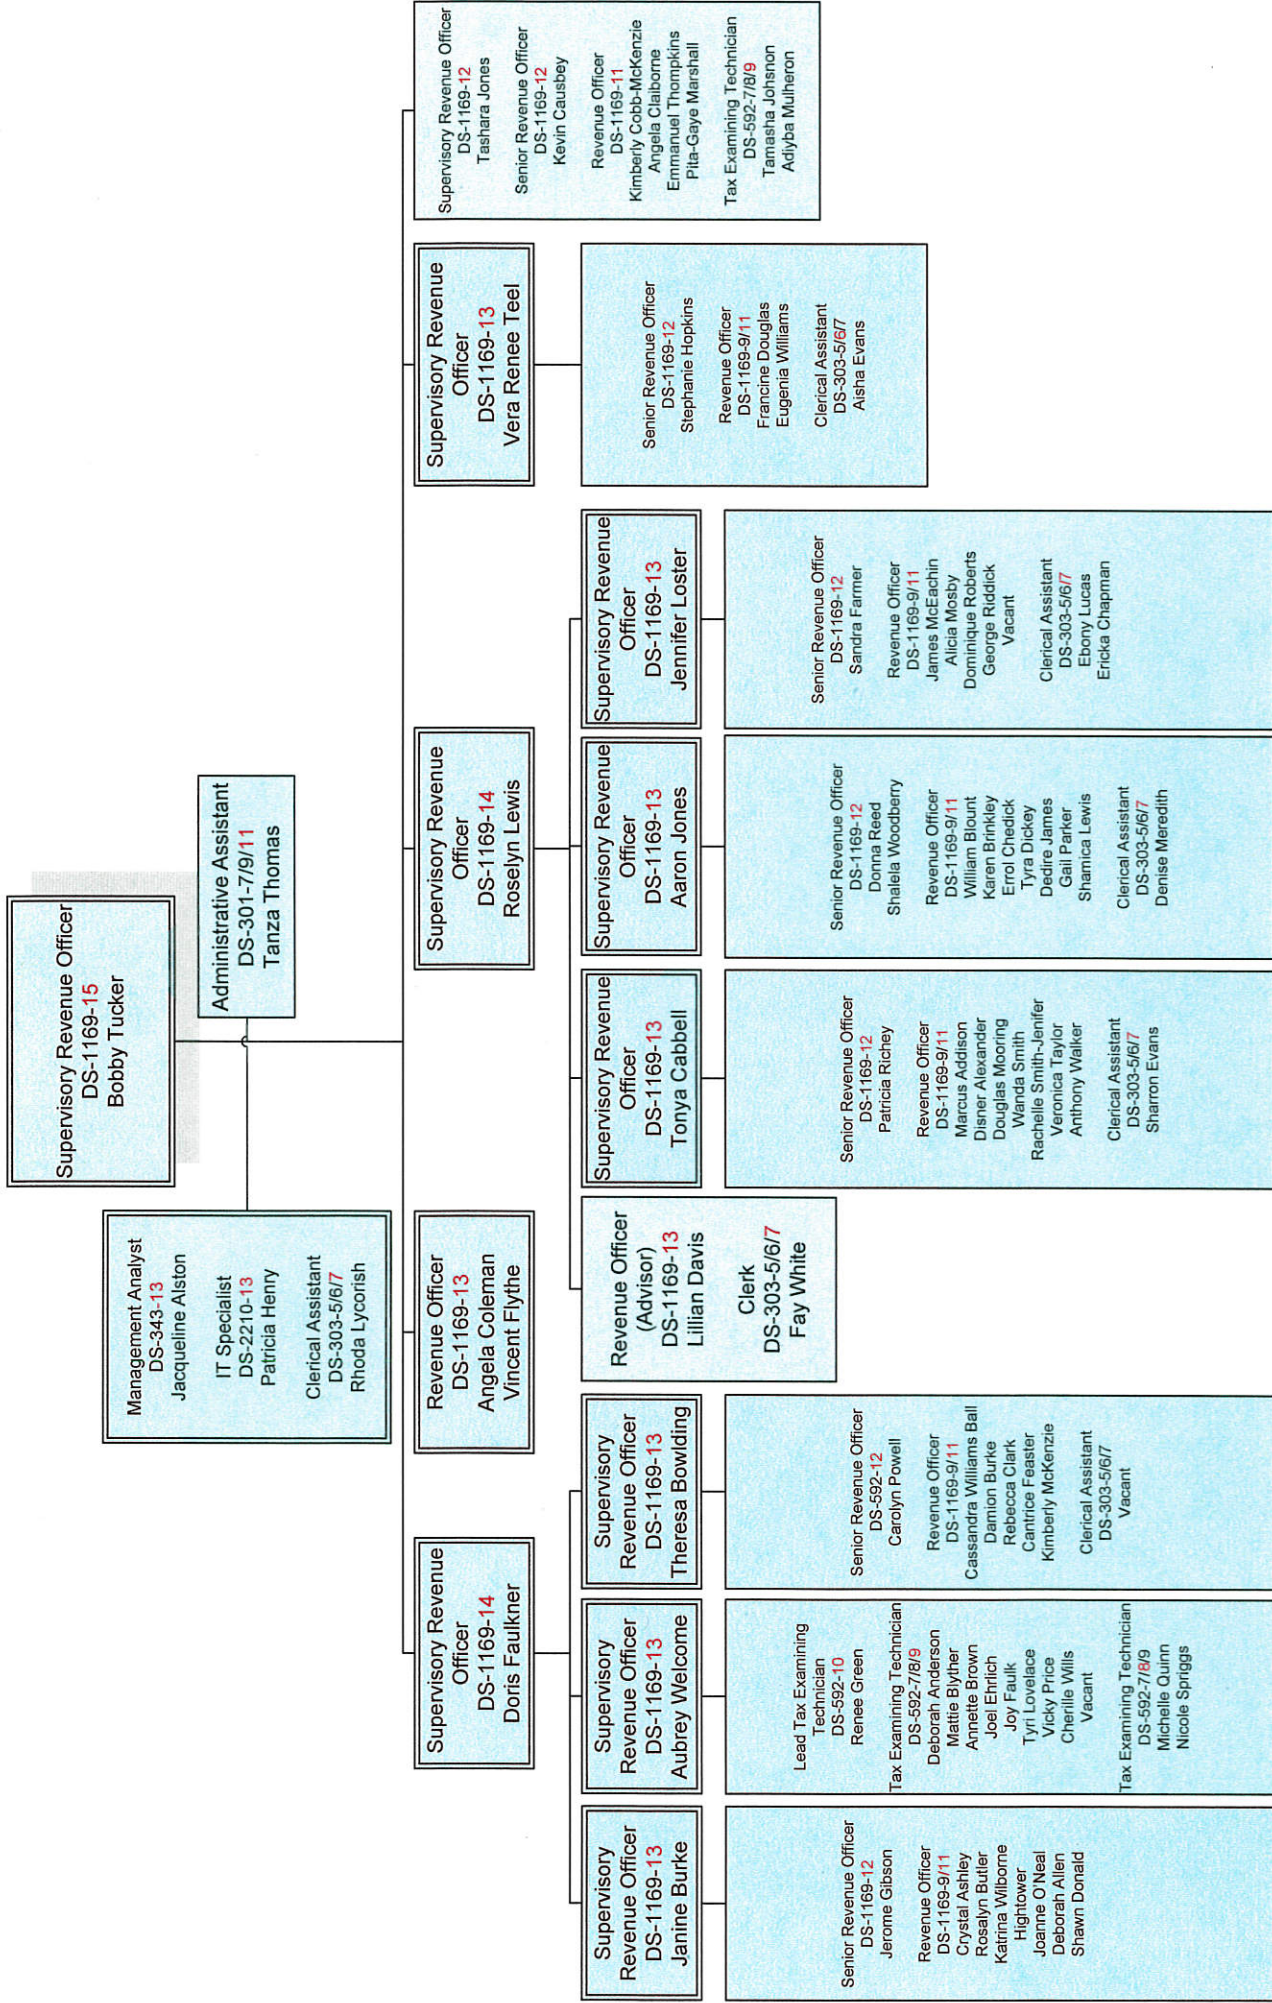 Supervisory Revenue Officer
DS-1169-15
Bobby Tucker
Management Analyst
DS-343-13
Jacqueline Alston
IT Specialist
DS-2210-13
Patricia Henry
Clerical Assistant
DS-303-5/6/7
Rhoda Lycorish
Administrative Assistant
DS-301-7/9/11
Tanza Thomas
Supervisory Revenue
Officer
DS-1169-14
Doris Faulkner
Revenue Officer
DS-1169-13
Angela Coleman
Vincent Flythe
Supervisory Revenue
Officer
DS-1169-14
Roselyn Lewis
Supervisory Revenue
Officer
DS-1169-13
Vera Renee Teel
Supervisory Revenue Officer
DS-1169-12
Tashara Jones
Senior Revenue Officer
DS-1169-12
Kevin Causbey
Revenue Officer
DS-1169-11
Kimberly Cobb-McKenzie
Angela Claiborne
Emmanuel Thompkins
Pita-Gaye Marshall
Tax Examining Technician
DS-592-7/8/9
Tamasha Johsnon
Adiyba Mulheron
Supervisory
Revenue Officer
DS-1169-13
Janine Burke
Supervisory
Revenue Officer
DS-1169-13
Aubrey Welcome
Supervisory
Revenue Officer
DS-1169-13
Theresa Bowlding
Revenue Officer
(Advisor)
DS-1169-13
Lillian Davis
Clerk
DS-303-5/6/7
Fay White
Supervisory Revenue
Officer
DS-1169-13
Tonya Cabbell
Supervisory Revenue
Officer
DS-1169-13
Aaron Jones
Supervisory Revenue
Officer
DS-1169-13
Jennifer Loster
Senior Revenue Officer
DS-1169-12
Stephanie Hopkins
Revenue Officer
DS-1169-9/11
Francine Douglas
Eugenia Williams
Clerical Assistant
DS-303-5/6/7
Aisha Evans
Senior Revenue Officer
DS-1169-12
Jerome Gibson
Revenue Officer
DS-1169-9/11
Crystal Ashley
Rosalyn Butler
Katrina Wilborne
Hightower
Joanne O'Neal
Deborah Allen
Shawn Donald
Lead Tax Examining
Technician
DS-592-10
Renee Green
Tax Examining Technician
DS-592-7/8/9
Deborah Anderson
Mattie Blyther
Annette Brown
Joel Ehrlich
Joy Faulk
Tyri Lovelace
Vicky Price
Cherille Wills
Vacant
Tax Examining Technician
DS-592-7/8/9
Michelle Quinn
Nicole Spriggs
Senior Revenue Officer
DS-592-12
Carolyn Powell
Revenue Officer
DS-1169-9/11
Cassandra Williams Ball
Damion Burke
Rebecca Clark
Cantrice Feaster
Kimberly McKenzie
Clerical Assistant
DS-303-5/6/7
Vacant
Senior Revenue Officer
DS-1169-12
Patricia Richey
Revenue Officer
DS-1169-9/11
Marcus Addison
Disner Alexander
Douglas Mooring
Wanda Smith
Rachelle Smith-Jenifer
Veronica Taylor
Anthony Walker
Clerical Assistant
DS-303-5/6/7
Sharron Evans
Senior Revenue Officer
DS-1169-12
Donna Reed
Shalela Woodberry
Revenue Officer
DS-1169-9/11
William Blount
Karen Brinkley
Errol Chedick
Tyra Dickey
Dedire James
Gail Parker
Shamica Lewis
Clerical Assistant
DS-303-5/6/7
Denise Meredith
Senior Revenue Officer
DS-1169-12
Sandra Farmer
Revenue Officer
DS-1169-9/11
James McEachin
Alicia Mosby
Dominique Roberts
George Riddick
Vacant
Clerical Assistant
DS-303-5/6/7
Ebony Lucas
Ericka Chapman